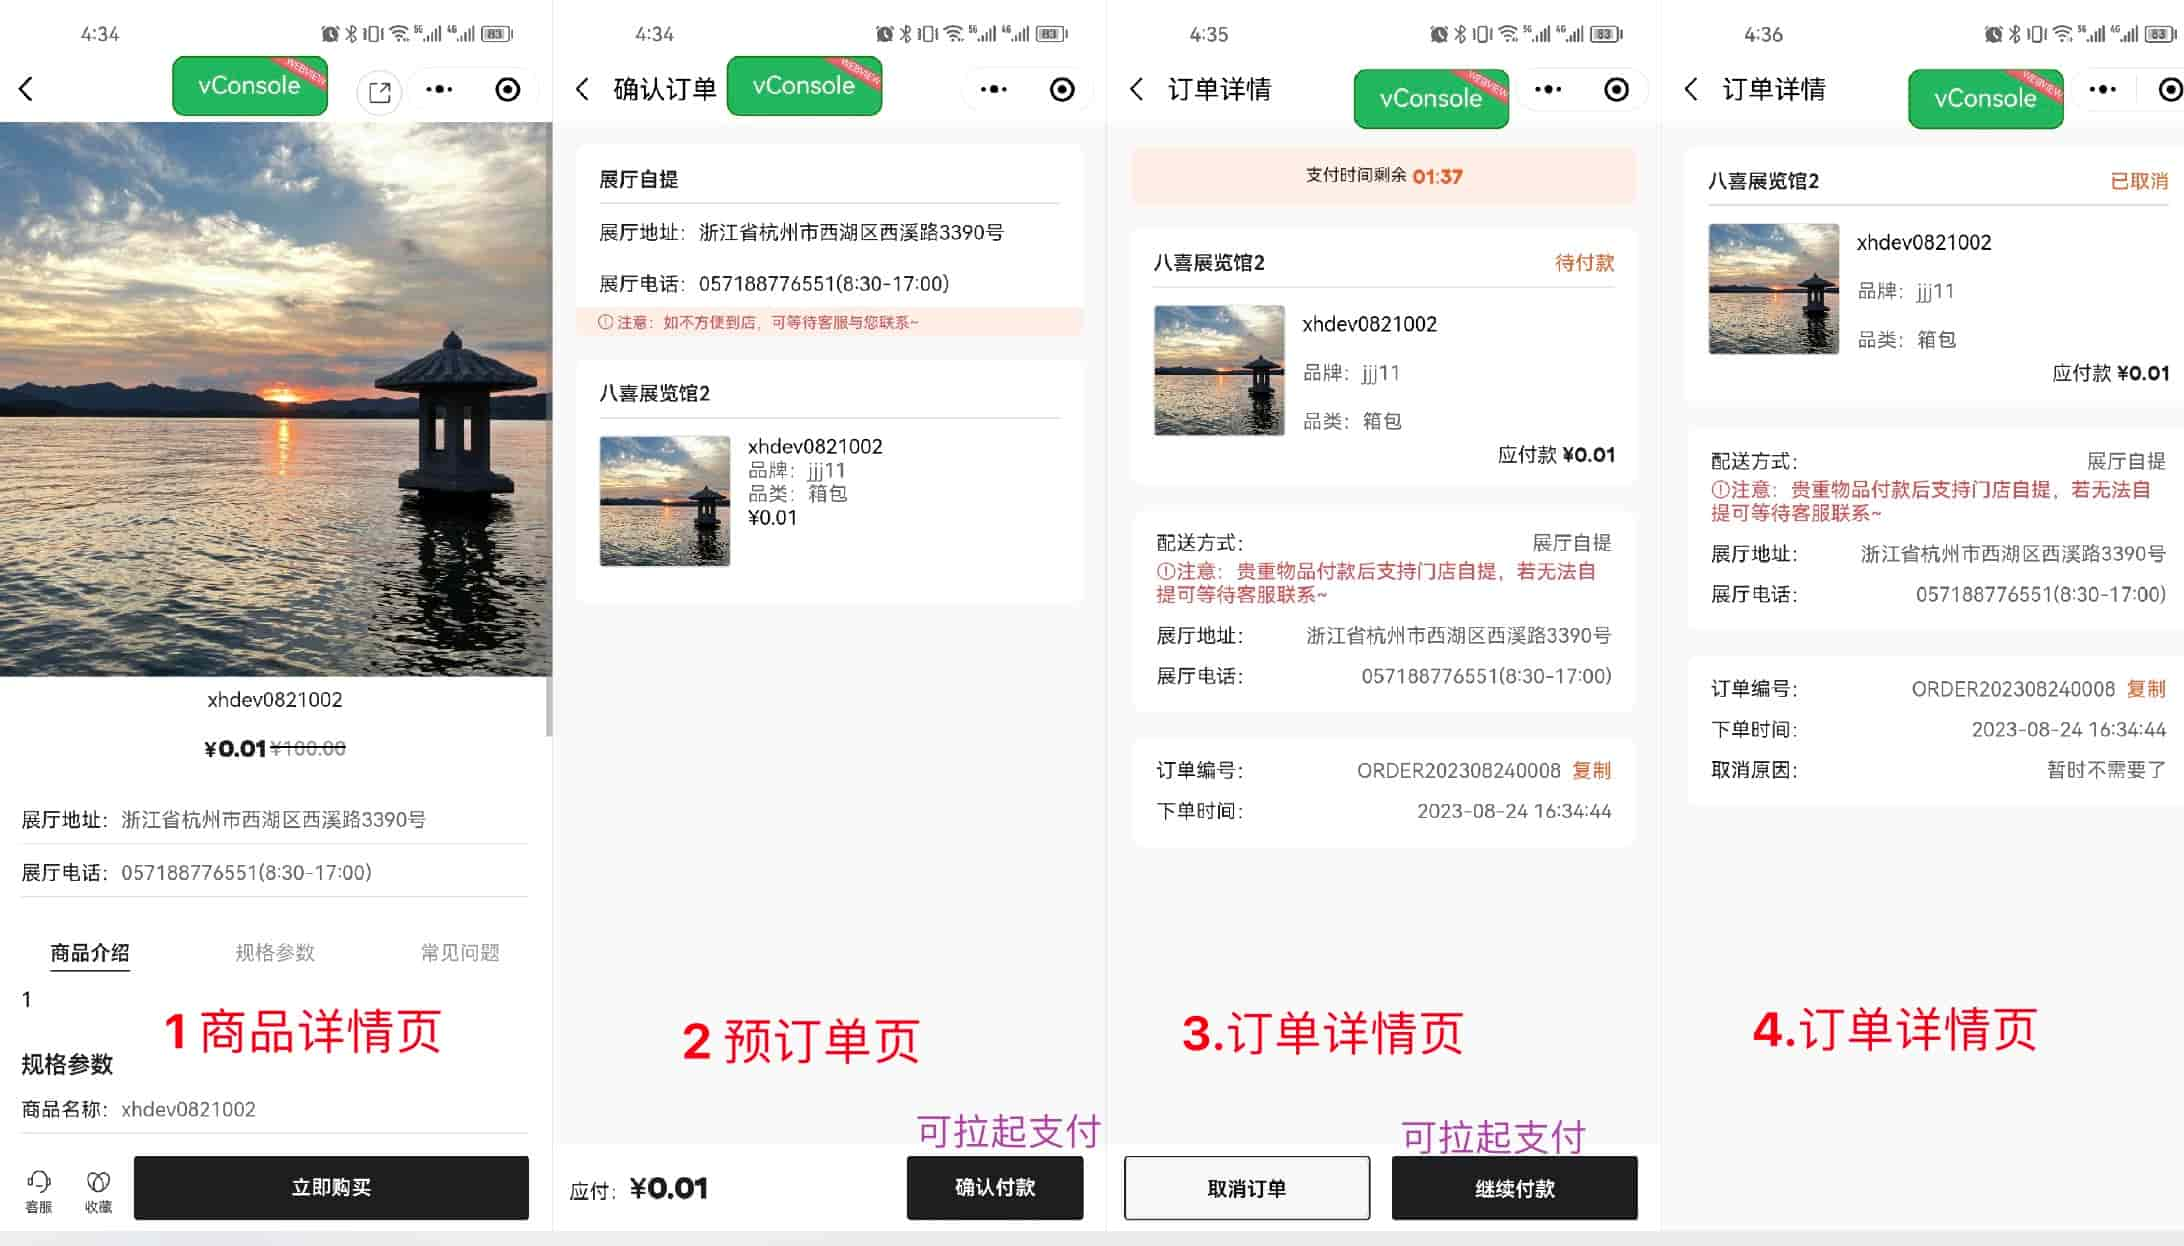 4:34
83
vConsole
WEBVIEW
xhdev0821002
¥0.01 ¥100.00
展厅地址：浙江省杭州市西湖区西溪路3390号
展厅电话：057188776551(8:30-17:00)
商品介绍 规格参数 常见问题
1
1 商品详情页
规格参数
商品名称：xhdev0821002
客服 收藏 立即购买
4:34
5G 4G 83
确认订单
vConsole
WEBVIEW
展厅自提
展厅地址：浙江省杭州市西湖区西溪路3390号
展厅电话：057188776551(8:30-17:00)
注意：如不方便到店，可等待客服与您联系~
八喜展览馆2
xhdev0821002
品牌：jjj11
品类：箱包
¥0.01
2 预订单页
可拉起支付
应付：¥0.01 确认付款
4:35
5G 4G 83
订单详情
vConsole
WEBVIEW
支付时间剩余 01:37
八喜展览馆2 待付款
xhdev0821002
品牌：jjj11
品类：箱包
应付款 ¥0.01
配送方式： 展厅自提
注意：贵重物品付款后支持门店自提，若无法自
提可等待客服联系~
展厅地址： 浙江省杭州市西湖区西溪路3390号
展厅电话： 057188776551(8:30-17:00)
订单编号： ORDER202308240008 复制
下单时间： 2023-08-24 16:34:44
3.订单详情页
可拉起支付
取消订单 继续付款
4:36
5G 4G 83
订单详情
vConsole
WEBVIEW
八喜展览馆2 已取消
xhdev0821002
品牌：jjj11
品类：箱包
应付款 ¥0.01
配送方式： 展厅自提
注意：贵重物品付款后支持门店自提，若无法自
提可等待客服联系~
展厅地址： 浙江省杭州市西湖区西溪路3390号
展厅电话： 057188776551(8:30-17:00)
订单编号： ORDER202308240008 复制
下单时间： 2023-08-24 16:34:44
取消原因： 暂时不需要了
4.订单详情页